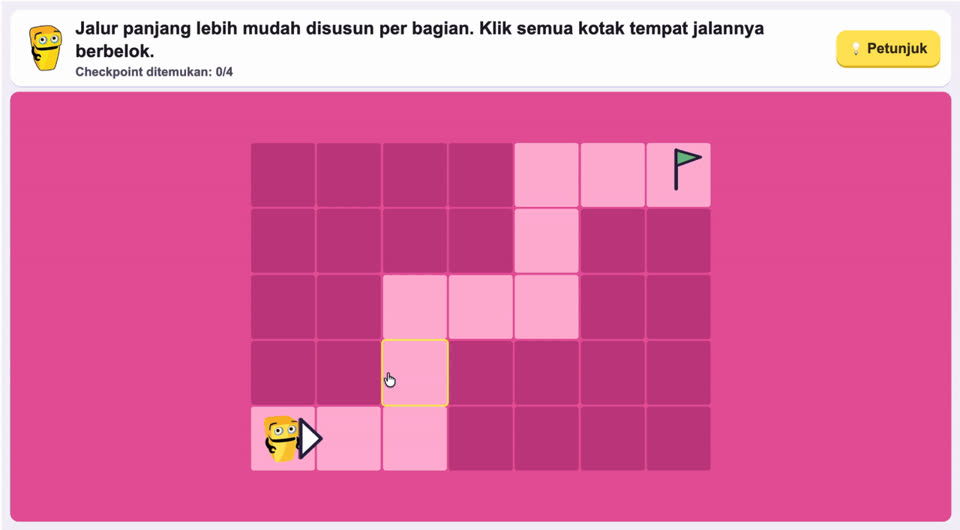 Jalur panjang lebih mudah disusun per bagian. Klik semua kotak tempat jalannya
berbelok.
Checkpoint ditemukan: 0/4
Petunjuk